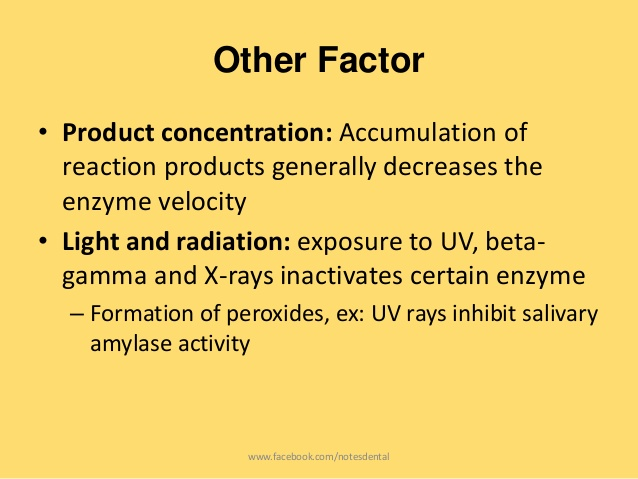 Other Factor
• Product concentration: Accumulation of
reaction products generally decreases the
enzyme velocity
• Light and radiation: exposure to UV, beta-
gamma and X-rays inactivates certain enzyme
– Formation of peroxides, ex: UV rays inhibit salivary
amylase activity
www.facebook.com/notesdental